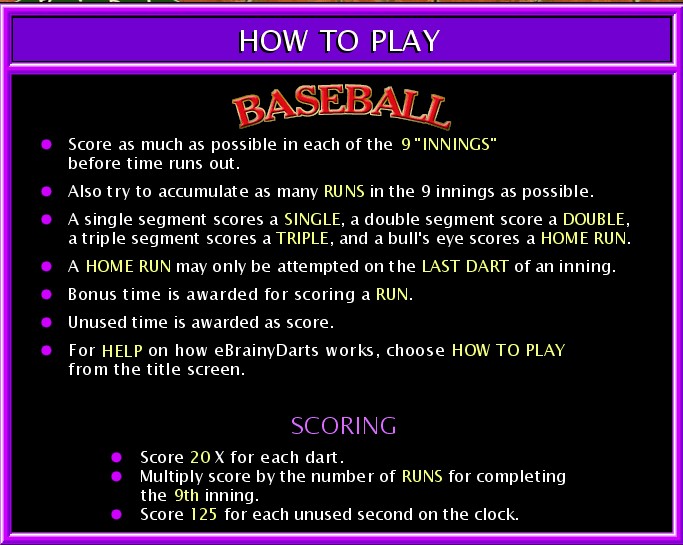 HOW TO PLAY
BASEBALL
Score as much as possible in each of the 9 "INNINGS"
before time runs out.
Also try to accumulate as many RUNS in the 9 innings as possible.
A single segment scores a SINGLE, a double segment score a DOUBLE,
a triple segment scores a TRIPLE, and a bull's eye scores a HOME RUN.
A HOME RUN may only be attempted on the LAST DART of an inning.
Bonus time is awarded for scoring a RUN.
Unused time is awarded as score.
For HELP on how eBrainyDarts works, choose HOW TO PLAY
from the title screen.
SCORING
Score 20 X for each dart.
Multiply score by the number of RUNS for completing
the 9th inning.
Score 125 for each unused second on the clock.